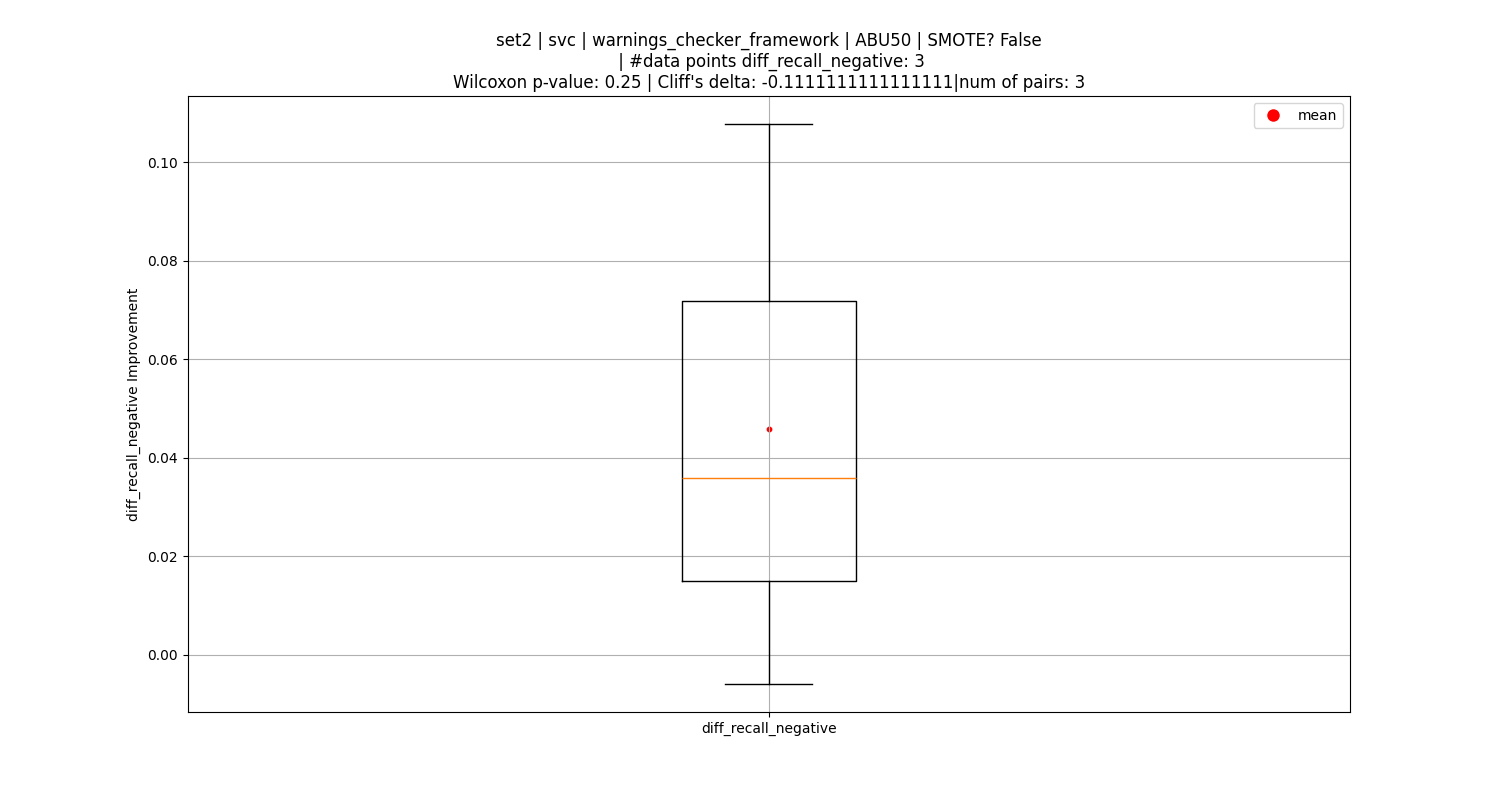 set2 | svc | warnings_checker_framework | ABU50 | SMOTE? False
| #data points diff_recall_negative: 3
Wilcoxon p-value: 0.25 | Cliff's delta: -0.1111111111111111|num of pairs: 3
mean
0.10
0.08
0.06
0.04
0.02
0.00
diff_recall_negative Improvement
diff_recall_negative